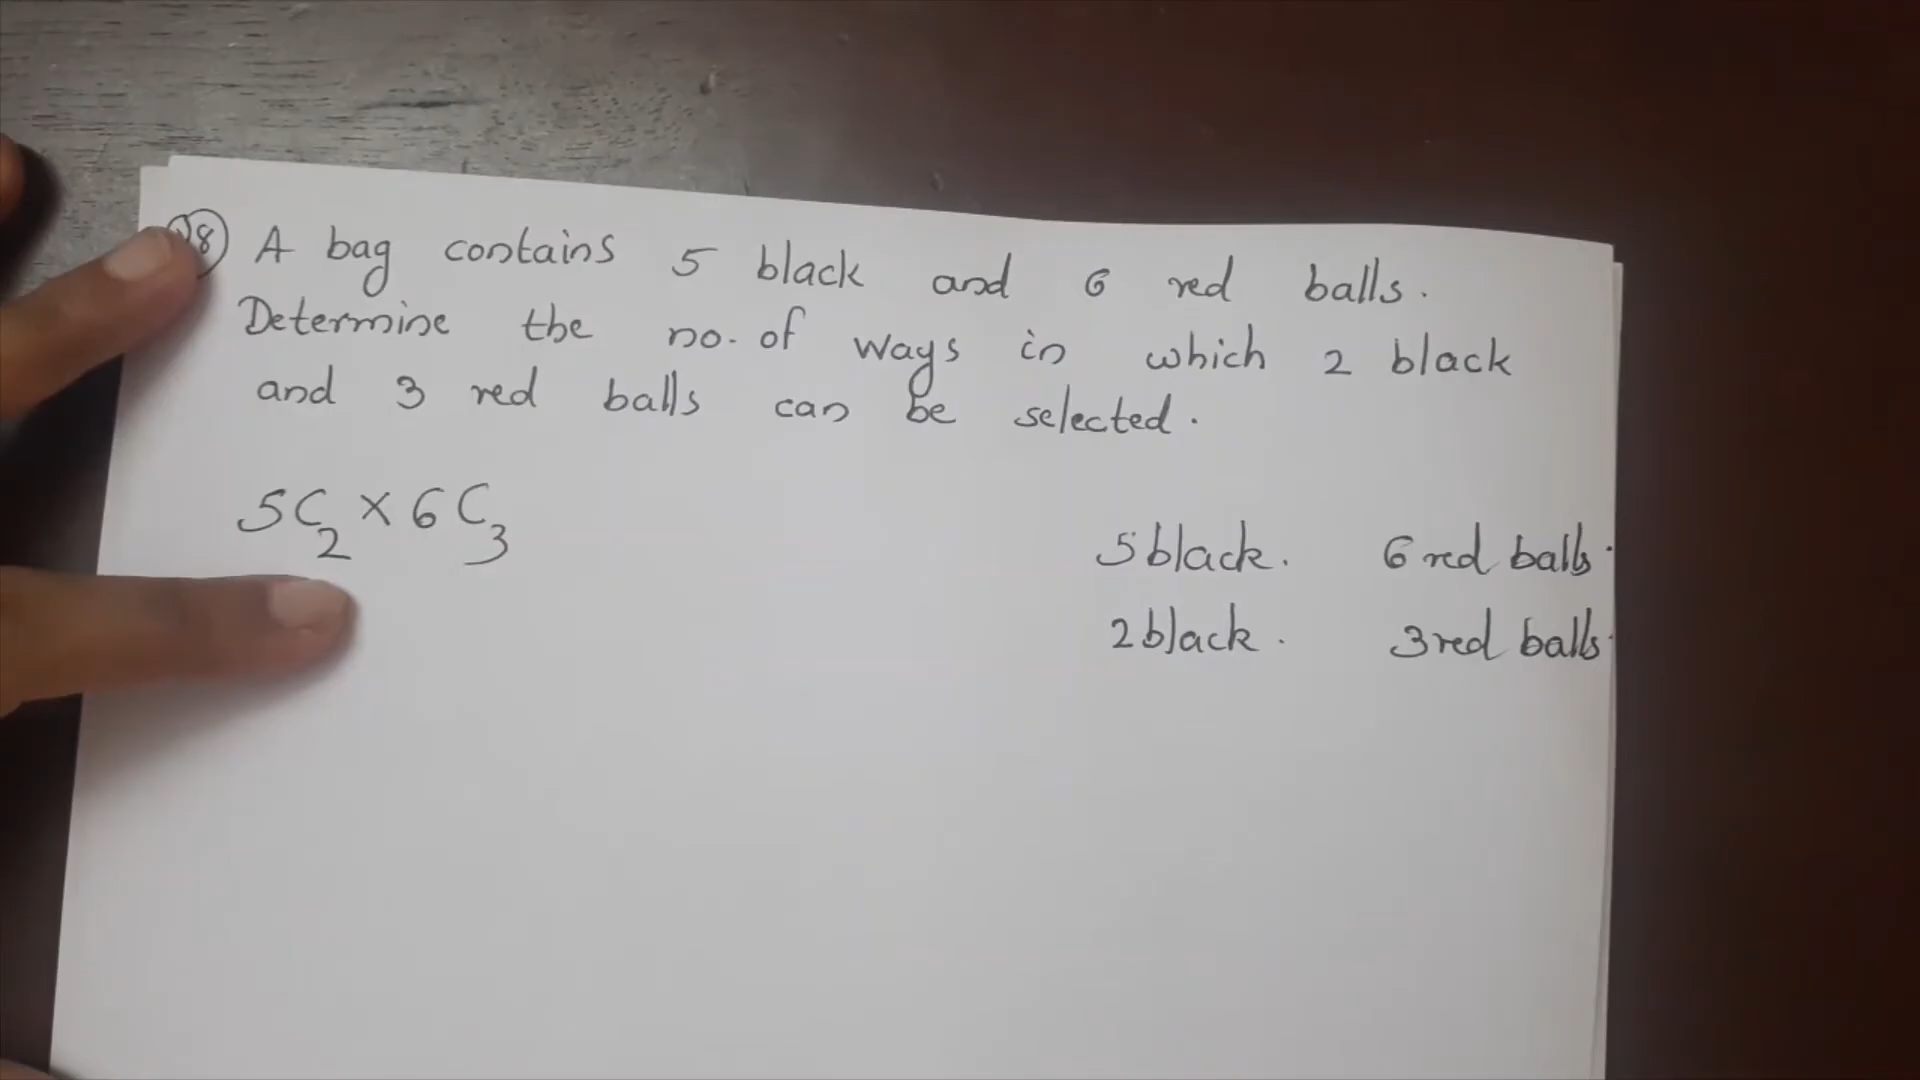 8 A bag contains 5 black and 6 red balls.
Determine the no. of ways in which 2 black
and 3 red balls can be selected.
5C2 × 6C3
5 black. 6 red balls.
2 black. 3 red balls.